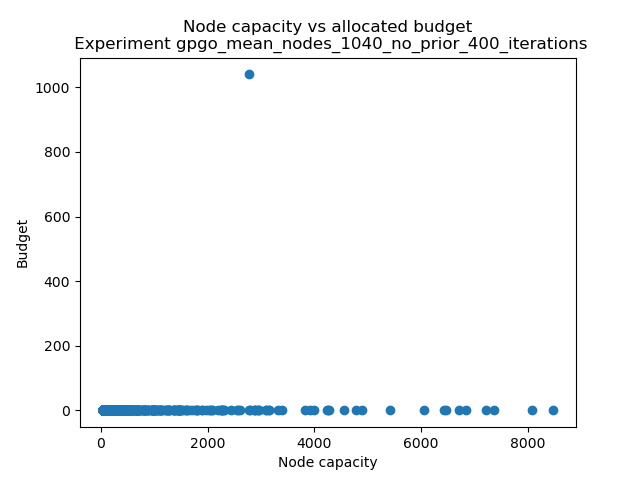 Node capacity vs allocated budget
Experiment gpgo_mean_nodes_1040_no_prior_400_iterations
1000
800
600
400
200
0
Budget
0 2000 4000 6000 8000
Node capacity